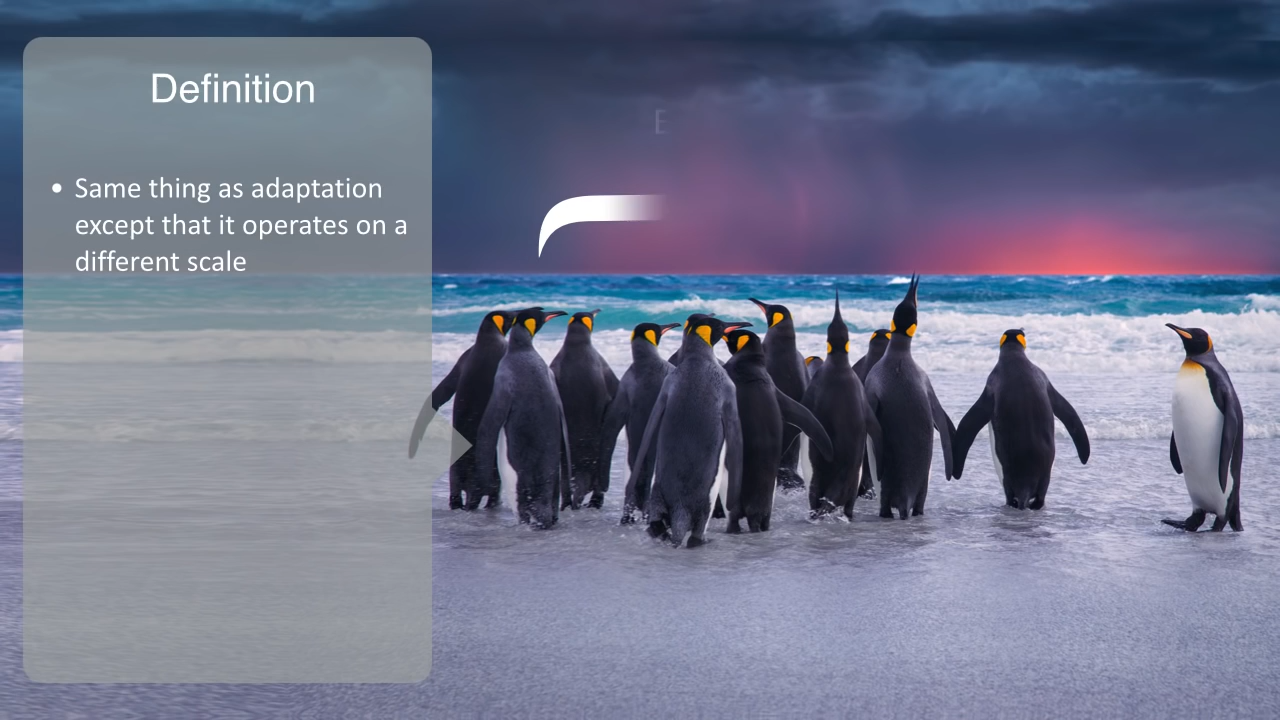 Definition
• Same thing as adaptation
except that it operates on a
different scale
E